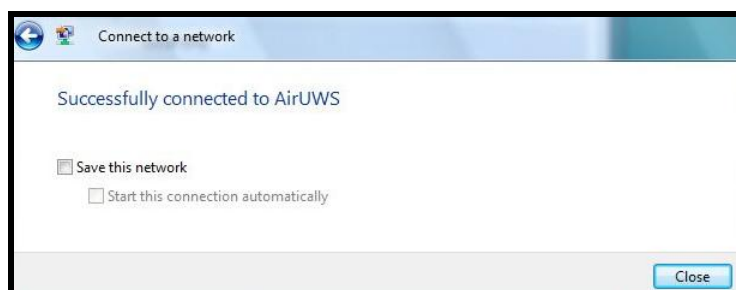 Connect to a network
Successfully connected to AirUWS
Save this network
Start this connection automatically
Close